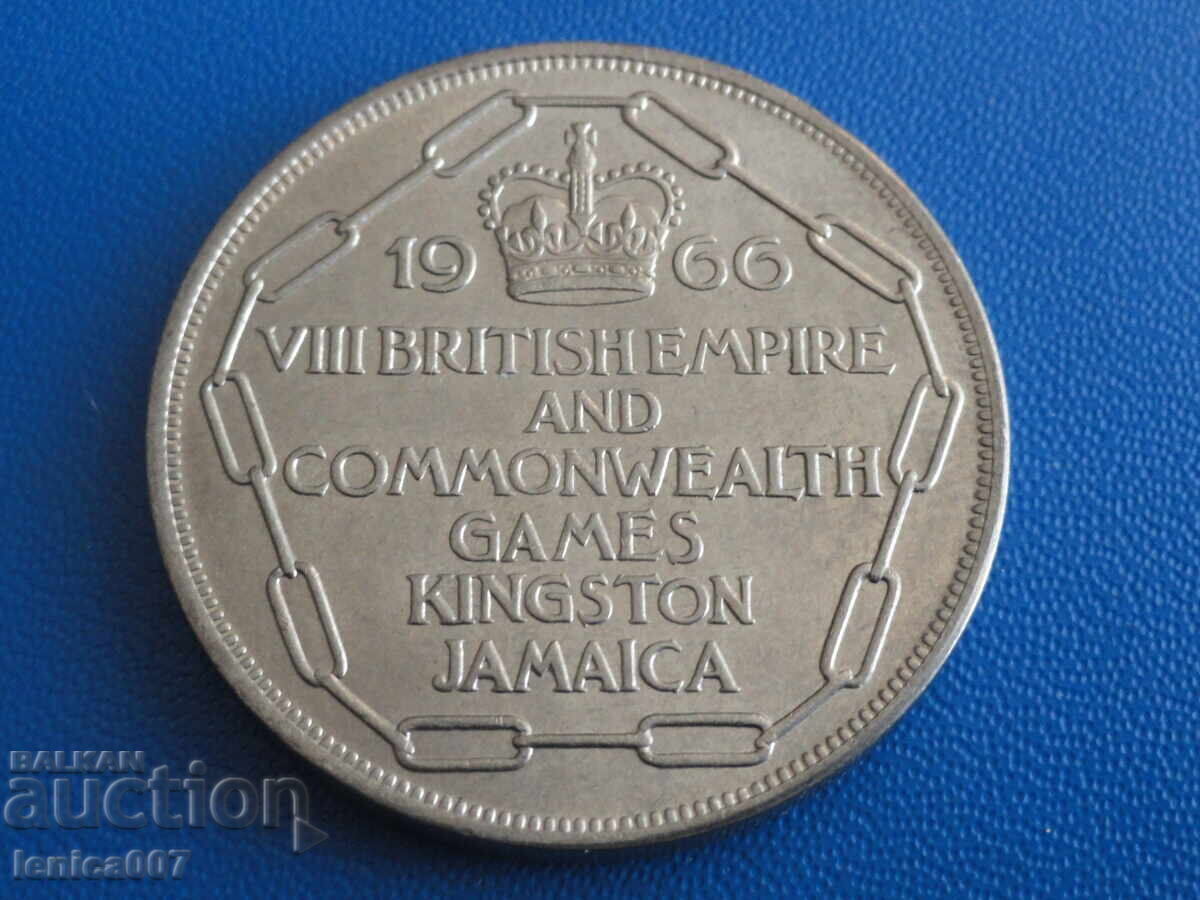 19 66
VIII BRITISH EMPIRE
AND
COMMONWEALTH
GAMES
KINGSTON
JAMAICA
BALKAN
auction
lenica007